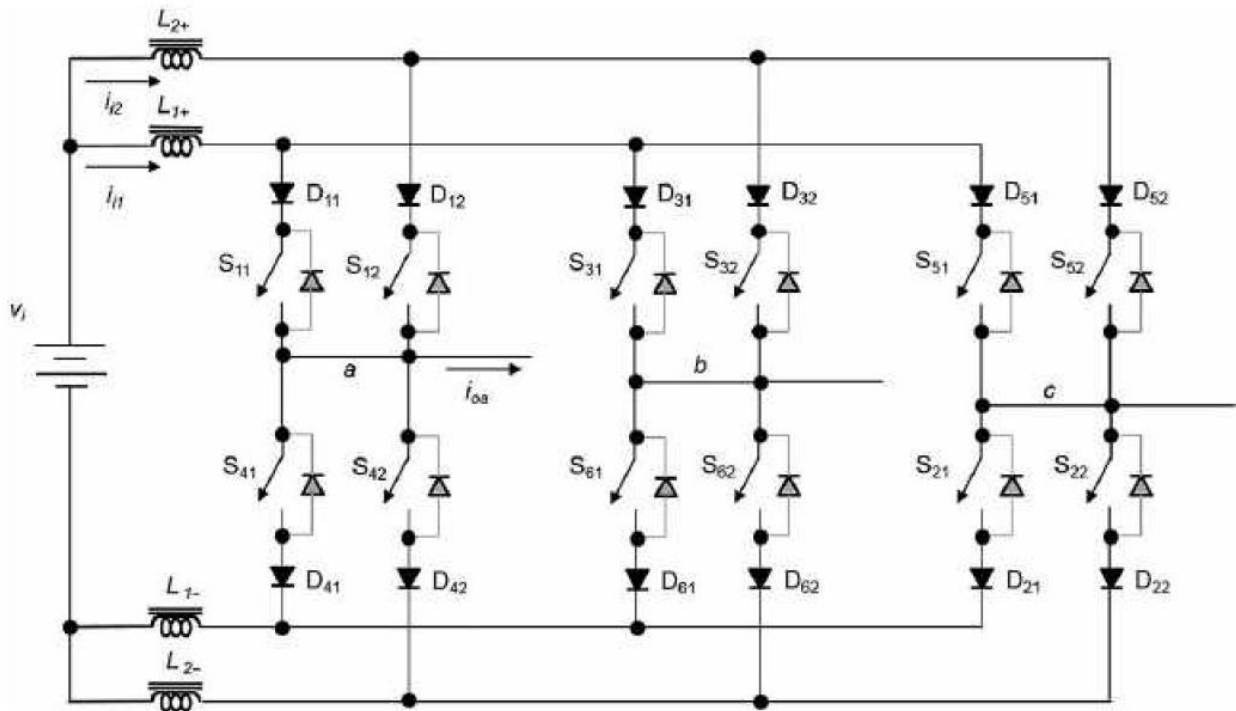 L2+
ii2
L1+
ii1
D11 D12 D31 D32 D51 D52
S11 S12 S31 S32 S51 S52
vi
a b c
ioa
S41 S42 S61 S62 S21 S22
D41 D42 D61 D62 D21 D22
L1-
L2-